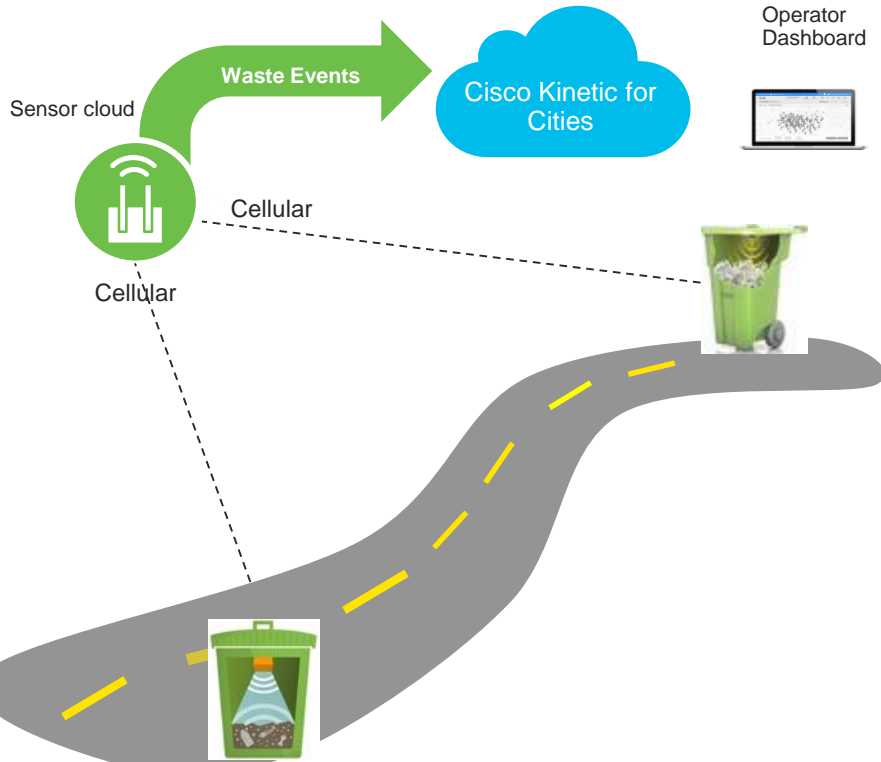 Operator
Dashboard
Waste Events
Cisco Kinetic for
Cities
Sensor cloud
Cellular
Cellular